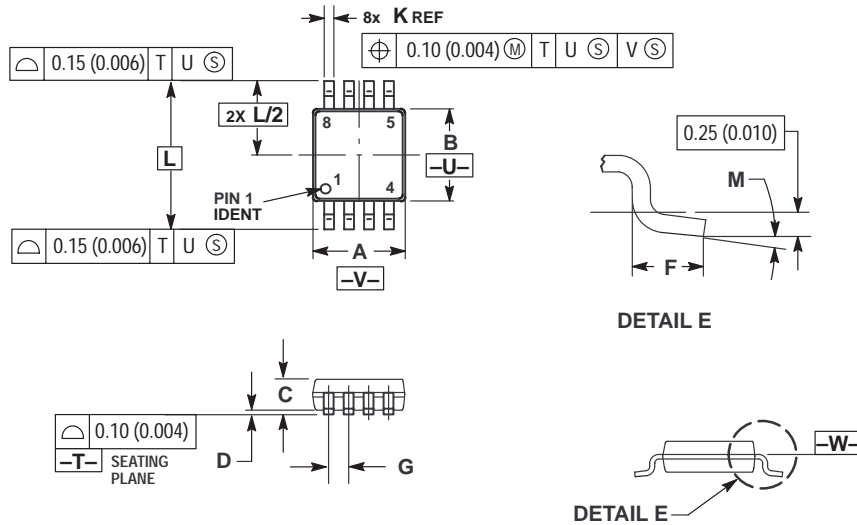 8x K REF
0.15 (0.006) T U Ⓢ
⌖ 0.10 (0.004) Ⓜ T U Ⓢ V Ⓢ
2X L/2
L
8 5
B
–U–
PIN 1
IDENT
1
4
0.15 (0.006) T U Ⓢ
A
–V–
0.25 (0.010)
M
F
DETAIL E
C
0.10 (0.004)
–T– SEATING
PLANE
D
G
–W–
DETAIL E